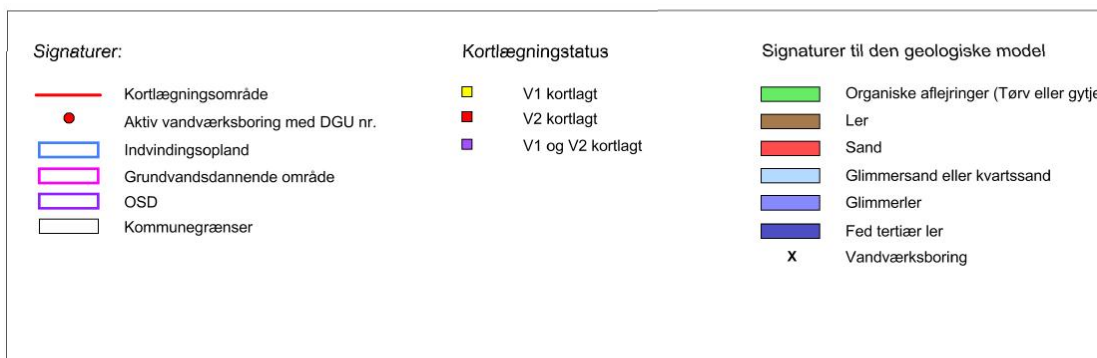 Signaturer:
Kortlægningsområde
Aktiv vandværksboring med DGU nr.
Indvindingsopland
Grundvandsdannende område
OSD
Kommunegrænser
Kortlægningstatus
V1 kortlagt
V2 kortlagt
V1 og V2 kortlagt
Signaturer til den geologiske model
Organiske aflejringer (Tørv eller gytje
Ler
Sand
Glimmersand eller kvartssand
Glimmerler
Fed tertiær ler
X Vandværksboring